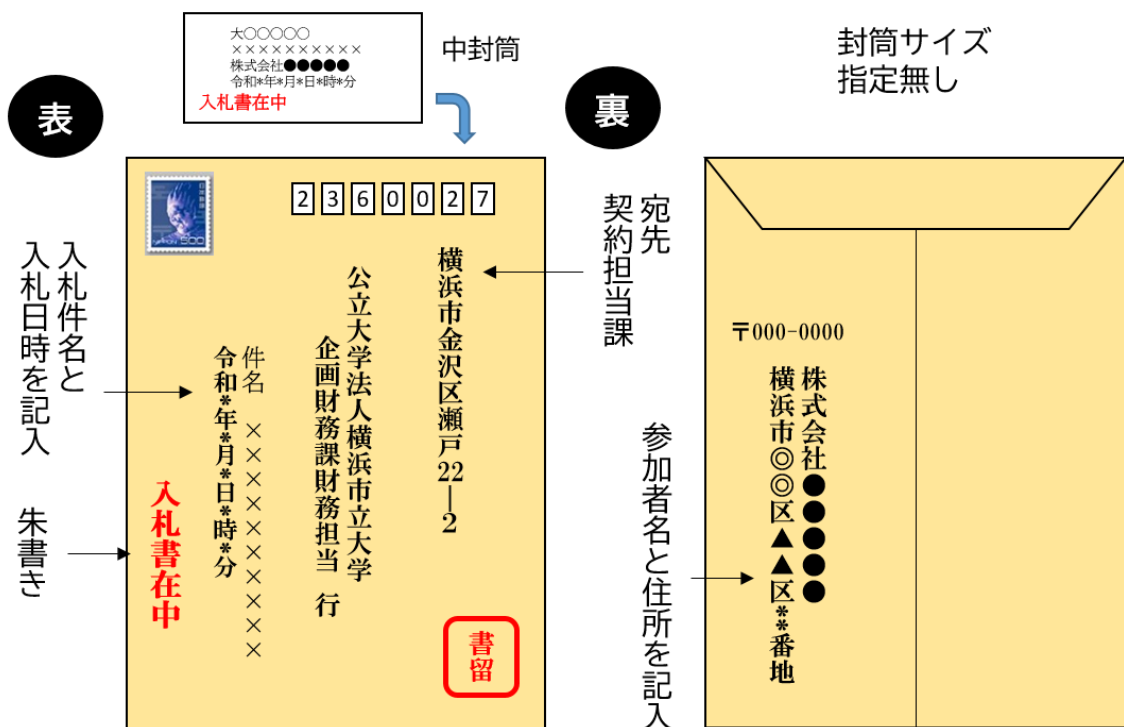 大〇〇〇〇〇
××××××××××
株式会社●●●●●
令和*年*月*日*時*分
入札書在中
中封筒
封筒サイズ
指定無し
表
裏
日本郵便
NIPPON
500
2360027
宛先
契約担当課
横浜市金沢区瀬戸22―2
公立大学法人横浜市立大学
企画財務課財務担当 行
件名 ××××××××××
令和*年*月*日*時*分
入札書在中
書留
入札件名と
入札日時を記入
朱書き
〒000-0000
株式会社●●●●●
横浜市◎◎区▲▲区**番地
参加者名と住所を記入